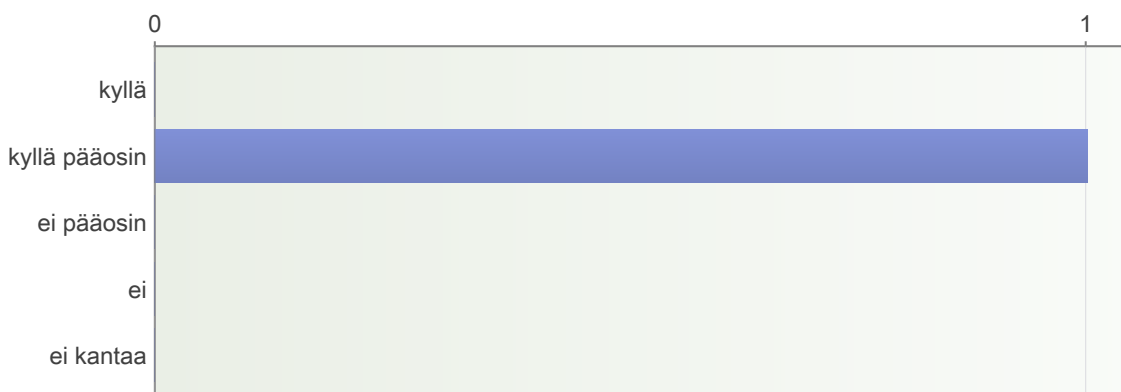 0 1
kyllä
kyllä pääosin
ei pääosin
ei
ei kantaa